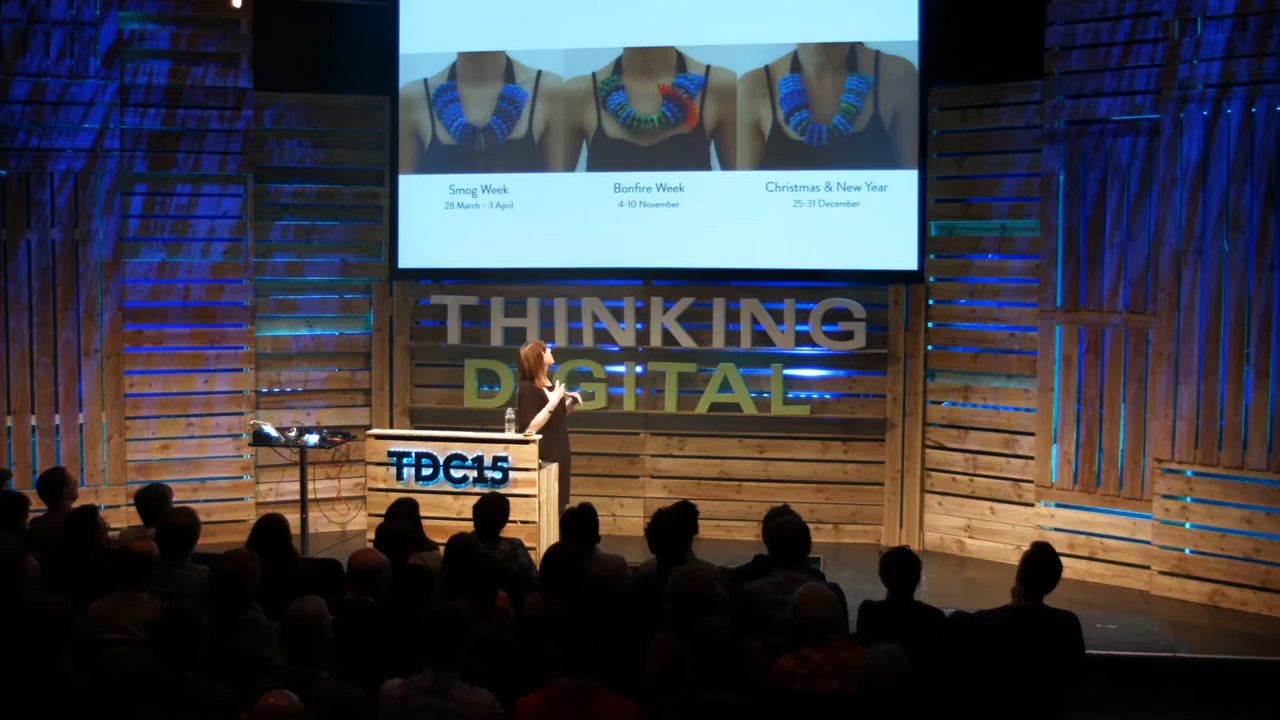 Smog Week
28 March - 3 April
Bonfire Week
4-10 November
Christmas & New Year
25-31 December
THINKING
DIGITAL
TDC15